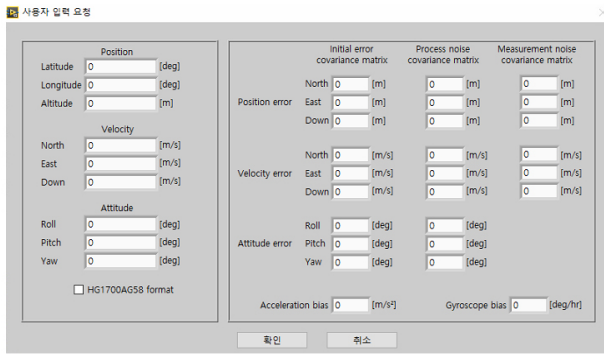 사용자 입력 요청
Position
Latitude 0 [deg]
Longitude 0 [deg]
Altitude 0 [m]
Velocity
North 0 [m/s]
East 0 [m/s]
Down 0 [m/s]
Attitude
Roll 0 [deg]
Pitch 0 [deg]
Yaw 0 [deg]
HG1700AG58 format
Initial error Process noise Measurement noise
covariance matrix covariance matrix covariance matrix
North 0 [m] 0 [m] 0 [m]
Position error East 0 [m] 0 [m] 0 [m]
Down 0 [m] 0 [m] 0 [m]
North 0 [m/s] 0 [m/s] 0 [m/s]
Velocity error East 0 [m/s] 0 [m/s] 0 [m/s]
Down 0 [m/s] 0 [m/s] 0 [m/s]
Roll 0 [deg] 0 [deg]
Attitude error Pitch 0 [deg] 0 [deg]
Yaw 0 [deg] 0 [deg]
Acceleration bias 0 [m/s²] Gyroscope bias 0 [deg/hr]
확인 취소